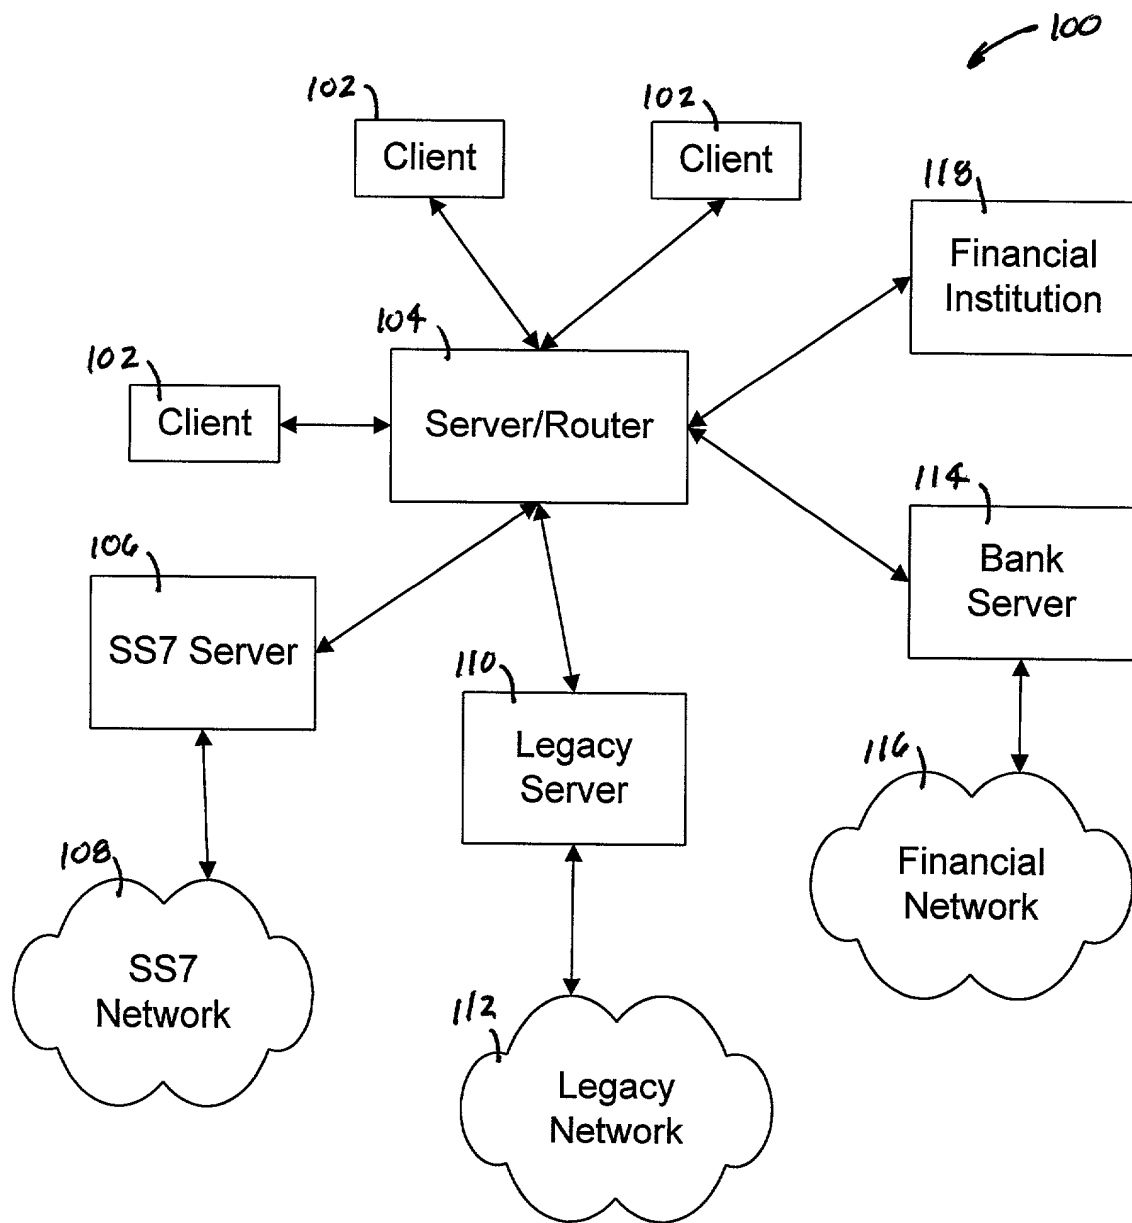 100
102
Client
102
Client
118
Financial
Institution
104
Server/Router
102
Client
114
Bank
Server
106
SS7 Server
110
Legacy
Server
116
Financial
Network
108
SS7
Network
112
Legacy
Network